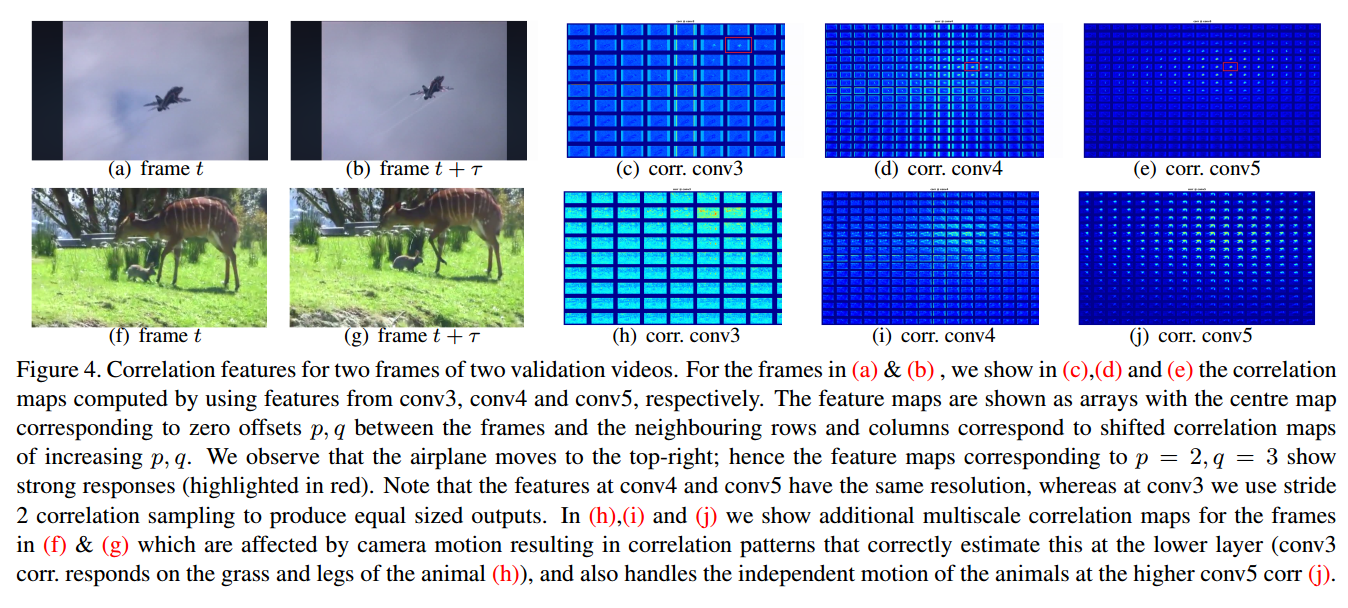 (a) frame t
(b) frame t + τ
(c) corr. conv3
(d) corr. conv4
(e) corr. conv5
(f) frame t
(g) frame t + τ
(h) corr. conv3
(i) corr. conv4
(j) corr. conv5
Figure 4. Correlation features for two frames of two validation videos. For the frames in (a) & (b) , we show in (c),(d) and (e) the correlation
maps computed by using features from conv3, conv4 and conv5, respectively. The feature maps are shown as arrays with the centre map
corresponding to zero offsets p, q between the frames and the neighbouring rows and columns correspond to shifted correlation maps
of increasing p, q. We observe that the airplane moves to the top-right; hence the feature maps corresponding to p = 2, q = 3 show
strong responses (highlighted in red). Note that the features at conv4 and conv5 have the same resolution, whereas at conv3 we use stride
2 correlation sampling to produce equal sized outputs. In (h),(i) and (j) we show additional multiscale correlation maps for the frames
in (f) & (g) which are affected by camera motion resulting in correlation patterns that correctly estimate this at the lower layer (conv3
corr. responds on the grass and legs of the animal (h)), and also handles the independent motion of the animals at the higher conv5 corr (j).